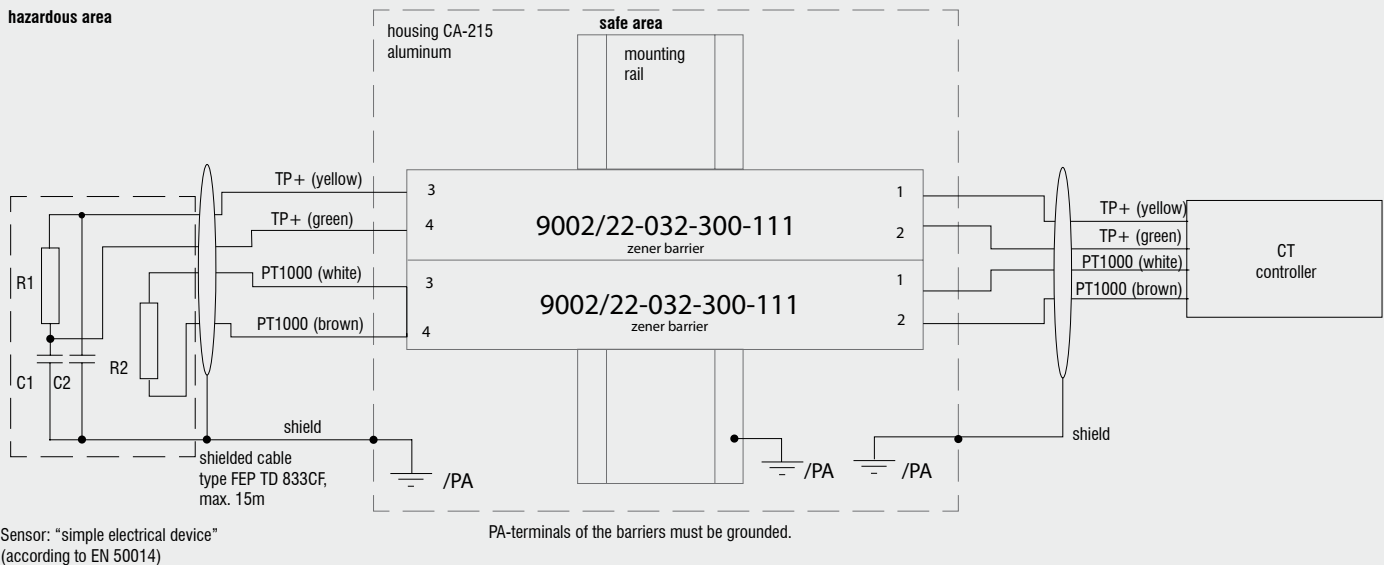 hazardous area
housing CA-215
aluminum
safe area
mounting
rail
TP+ (yellow)
TP+ (green)
PT1000 (white)
PT1000 (brown)
3
4
9002/22-032-300-111
zener barrier
1
2
3
4
9002/22-032-300-111
zener barrier
1
2
TP+ (yellow)
TP+ (green)
PT1000 (white)
PT1000 (brown)
CT
controller
R1
C1
C2
R2
shield
shielded cable
type FEP TD 833CF,
max. 15m
/PA
/PA
/PA
shield
Sensor: “simple electrical device”
(according to EN 50014)
PA-terminals of the barriers must be grounded.